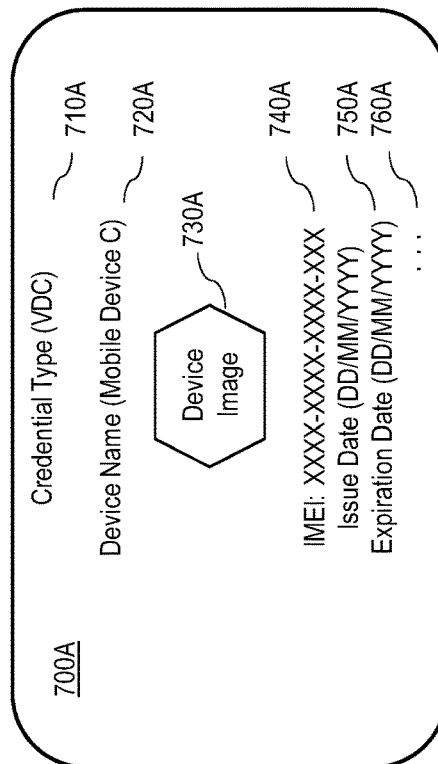 700A
Credential Type (VDC)
710A
Device Name (Mobile Device C)
720A
730A
Device
Image
IMEI: XXXX-XXXX-XXXX-XXX
740A
Issue Date (DD/MM/YYYY)
750A
Expiration Date (DD/MM/YYYY)
760A
. . .